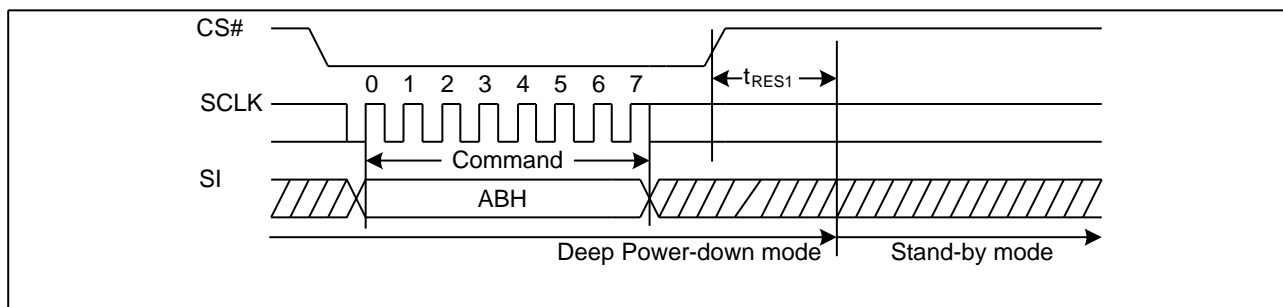 CS#
tRES1
0 1 2 3 4 5 6 7
SCLK
Command
SI
ABH
Deep Power-down mode Stand-by mode